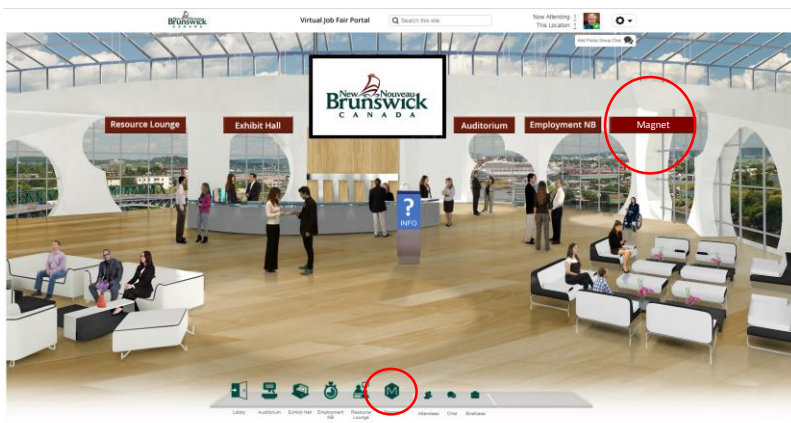 New Nouveau
Brunswick
CANADA
Virtual Job Fair Portal
Search this site
Now Attending: 1
This Location: 1
Add Public Group Chat
New Nouveau
Brunswick
CANADA
Resource Lounge
Exhibit Hall
Auditorium
Employment NB
Magnet
?
INFO
M
Lobby
Auditorium
Exhibit Hall
Employment NB
Resource Lounge
Attendees
Chat
Briefcase